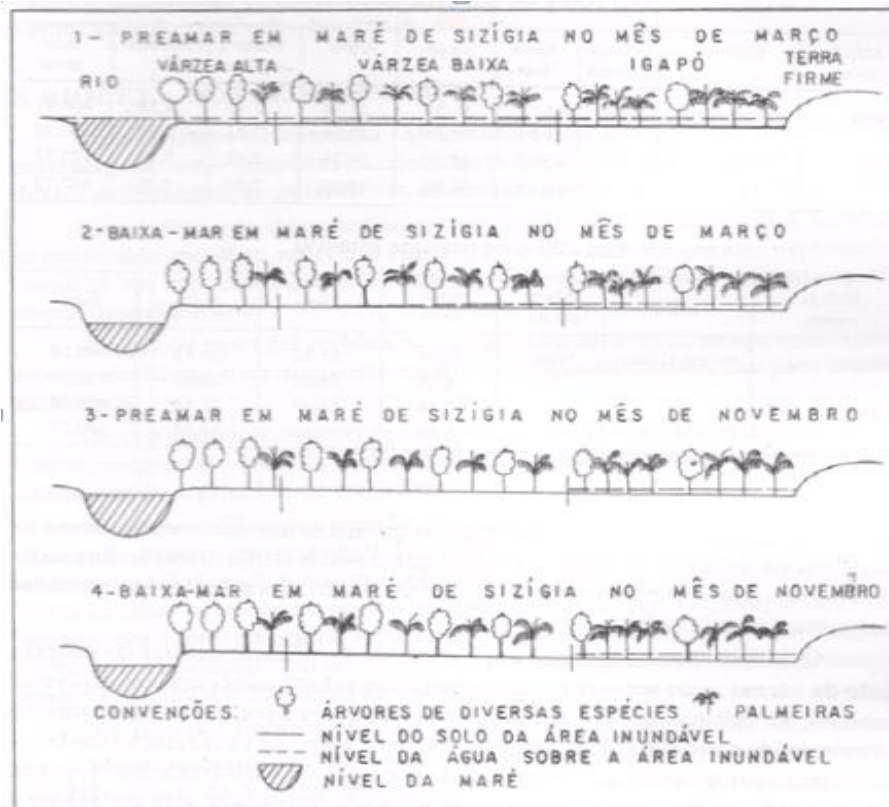 1- PREAMAR EM MARÉ DE SIZÍGIA NO MÊS DE MARÇO
RIO VÁRZEA ALTA VÁRZEA BAIXA IGAPÓ TERRA FIRME
2-BAIXA-MAR EM MARÉ DE SIZÍGIA NO MÊS DE MARÇO
3-PREAMAR EM MARÉ DE SIZÍGIA NO MÊS DE NOVEMBRO
4-BAIXA-MAR EM MARÉ DE SIZÍGIA NO MÊS DE NOVEMBRO
CONVENÇÕES: ÁRVORES DE DIVERSAS ESPÉCIES PALMEIRAS
NÍVEL DO SOLO DA ÁREA INUNDÁVEL
NÍVEL DA ÁGUA SOBRE A ÁREA INUNDÁVEL
NÍVEL DA MARÉ